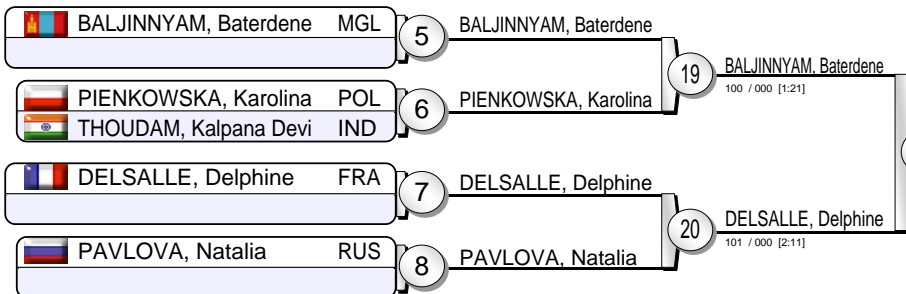 BALJINNYAM, Baterdene MGL
5
BALJINNYAM, Baterdene
19
BALJINNYAM, Baterdene
100 / 000 [1:21]
PIENKOWSKA, Karolina POL
THOUDAM, Kalpana Devi IND
6
PIENKOWSKA, Karolina
DELSALLE, Delphine FRA
7
DELSALLE, Delphine
20
DELSALLE, Delphine
101 / 000 [2:11]
PAVLOVA, Natalia RUS
8
PAVLOVA, Natalia